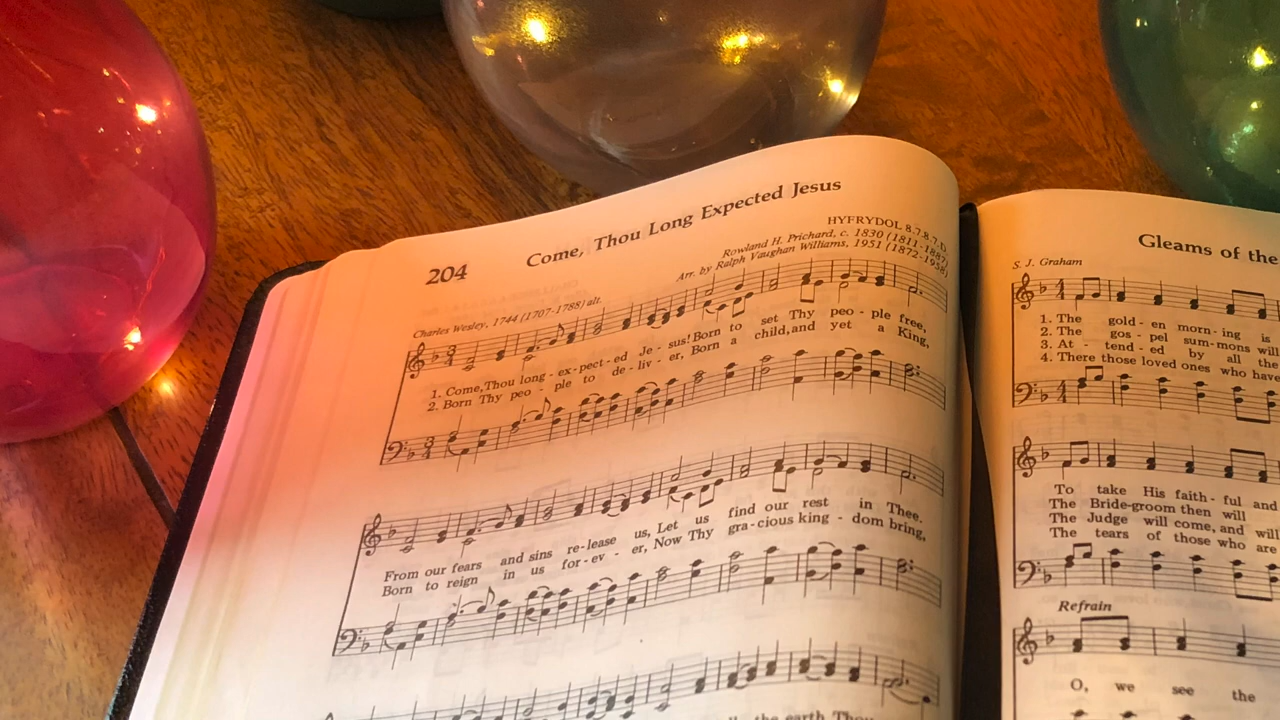 204
Come, Thou Long Expected Jesus
HYFRYDOL 8.7.8.7.D.
Rowland H. Prichard, c. 1830 (1811-1887)
Charles Wesley, 1744 (1707-1788) alt.
Arr. by Ralph Vaughan Williams, 1951 (1872-1958)
1. Come, Thou long - ex - pect - ed Je - sus! Born to set Thy peo - ple free,
2. Born Thy peo - ple to de - liv - er, Born a child, and yet a King,
From our fears and sins re - lease us, Let us find our rest in Thee.
Born to reign in us for - ev - er, Now Thy gra - cious king - dom bring,
the earth Thou
Gleams of the
S. J. Graham
1. The gold - en morn - ing is
2. The gos - pel sum - mons will
3. At - tend - ed by all the
4. There those loved ones who have
To take His faith - ful and
The Bride - groom then will
The Judge will come, and will
The tears of those who are
Refrain
O, we see the